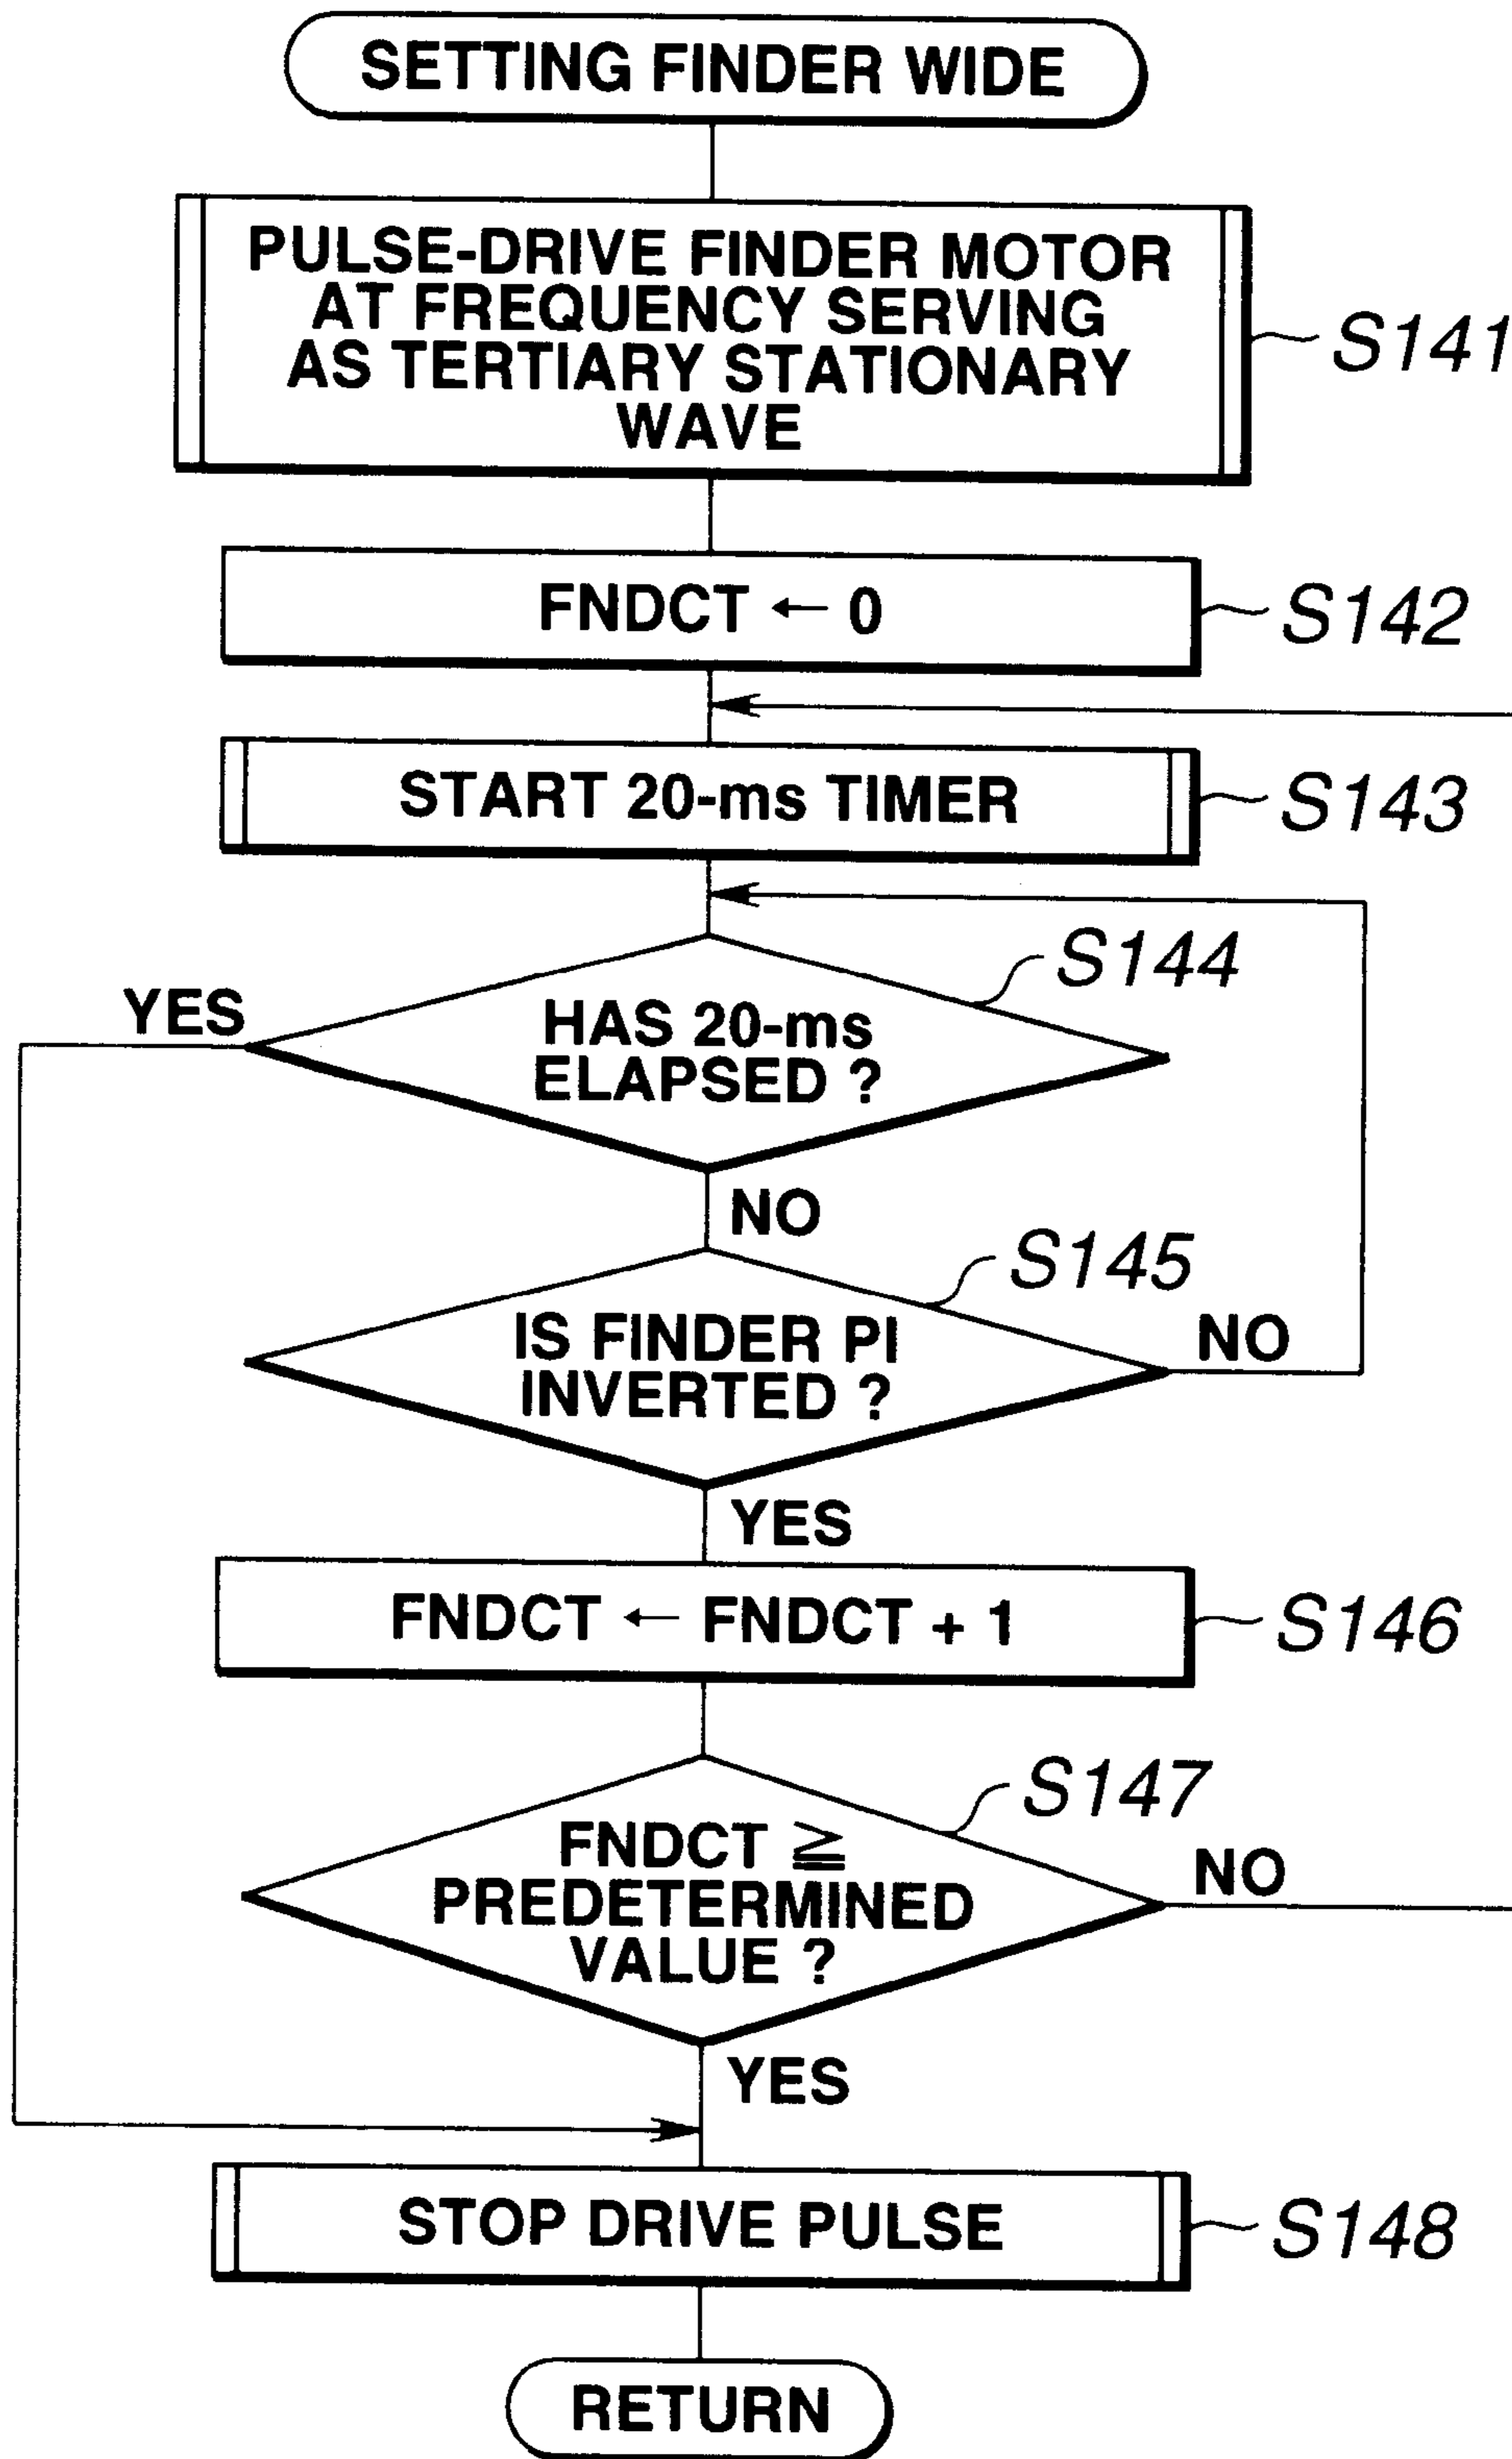 SETTING FINDER WIDE
PULSE-DRIVE FINDER MOTOR
AT FREQUENCY SERVING
AS TERTIARY STATIONARY
WAVE
S141
FNDCT ← 0
S142
START 20-ms TIMER
S143
S144
YES
HAS 20-ms
ELAPSED ?
NO
S145
IS FINDER PI
INVERTED ?
NO
YES
FNDCT ← FNDCT + 1
S146
S147
FNDCT ≧
PREDETERMINED
VALUE ?
NO
YES
STOP DRIVE PULSE
S148
RETURN